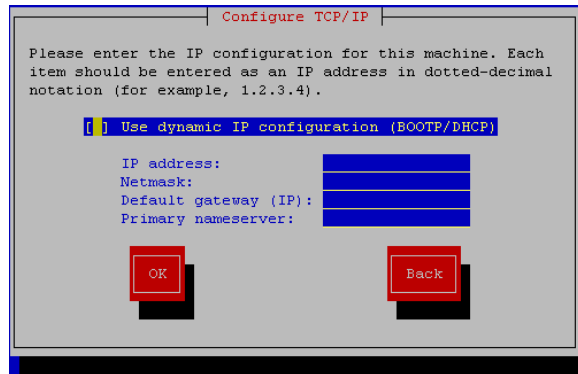 Configure TCP/IP
Please enter the IP configuration for this machine. Each
item should be entered as an IP address in dotted-decimal
notation (for example, 1.2.3.4).
[ ] Use dynamic IP configuration (BOOTP/DHCP)
IP address:
Netmask:
Default gateway (IP):
Primary nameserver:
OK Back